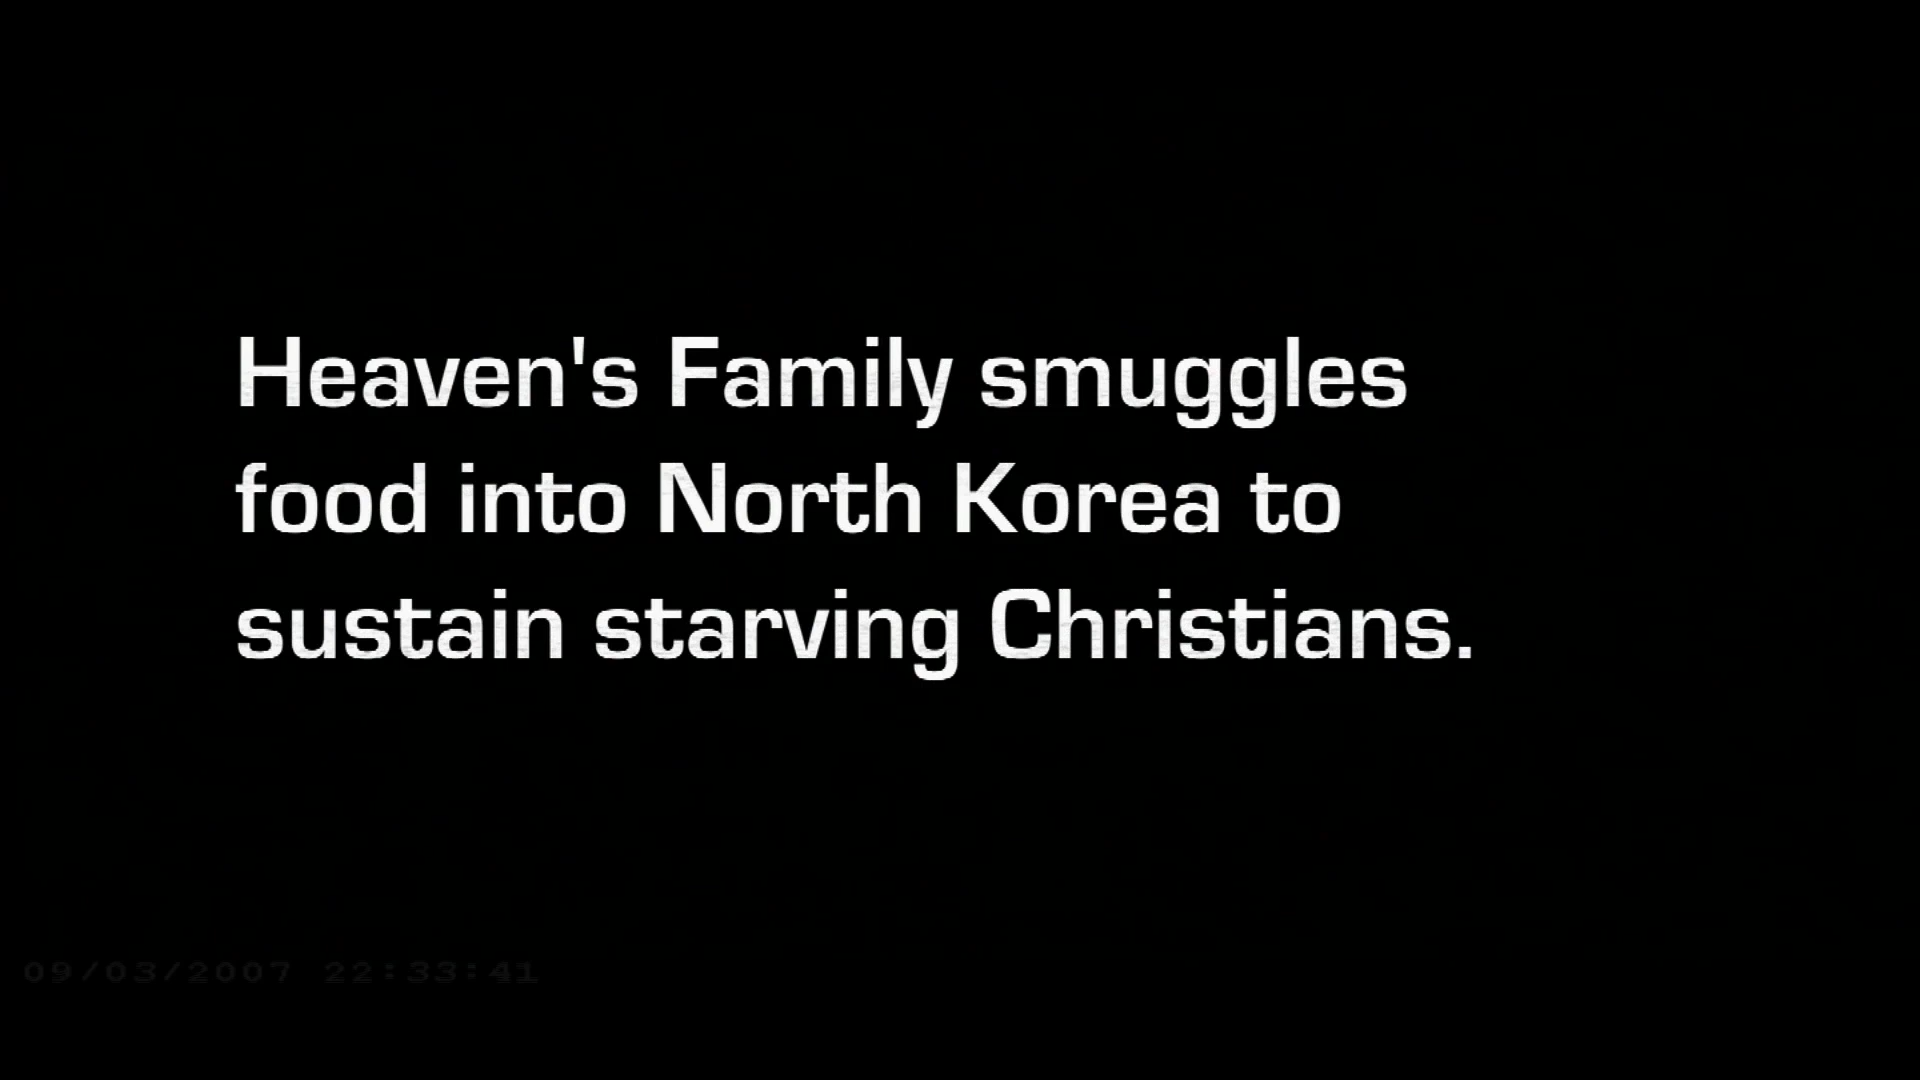 Heaven's Family smuggles
food into North Korea to
sustain starving Christians.
09/03/2007 22:33:41